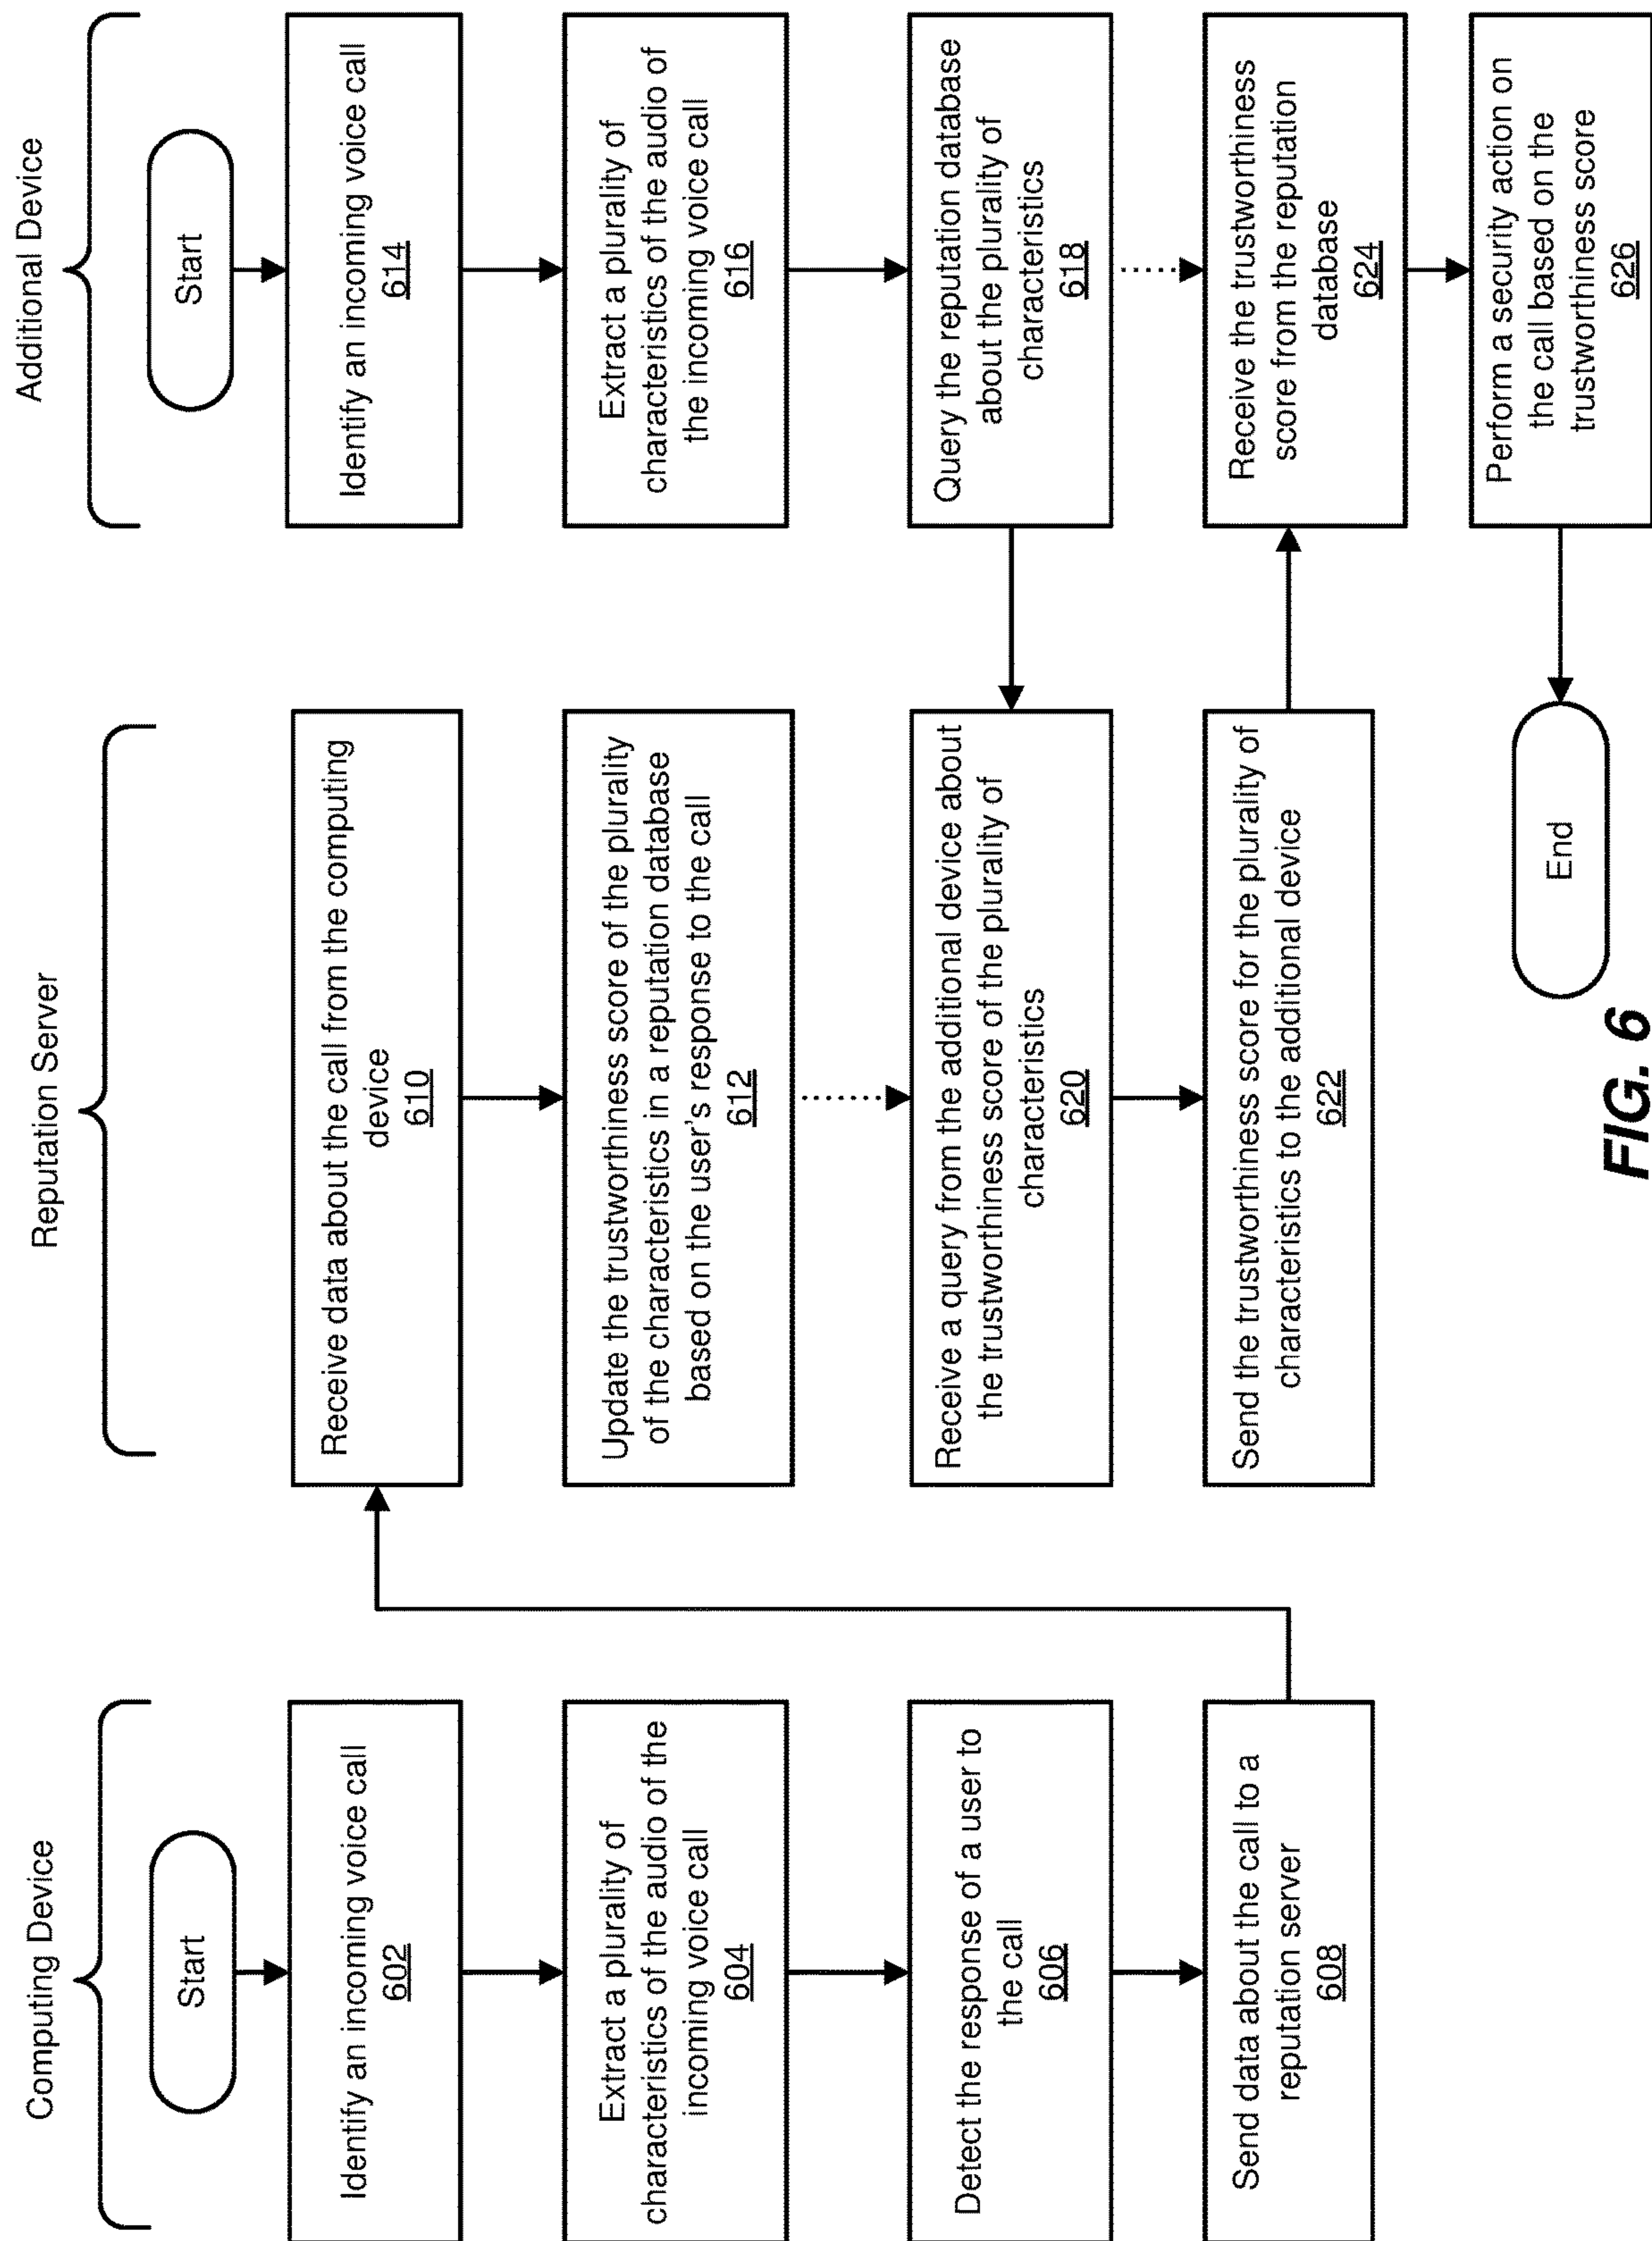 Computing Device
Start
Identify an incoming voice call
602
Extract a plurality of
characteristics of the audio of the
incoming voice call
604
Detect the response of a user to
the call
606
Send data about the call to a
reputation server
608
Reputation Server
Receive data about the call from the computing
device
610
Update the trustworthiness score of the plurality
of the characteristics in a reputation database
based on the user's response to the call
612
Receive a query from the additional device about
the trustworthiness score of the plurality of
characteristics
620
Send the trustworthiness score for the plurality of
characteristics to the additional device
622
Additional Device
Start
Identify an incoming voice call
614
Extract a plurality of
characteristics of the audio of
the incoming voice call
616
Query the reputation database
about the plurality of
characteristics
618
Receive the trustworthiness
score from the reputation
database
624
Perform a security action on
the call based on the
trustworthiness score
626
End
FIG. 6